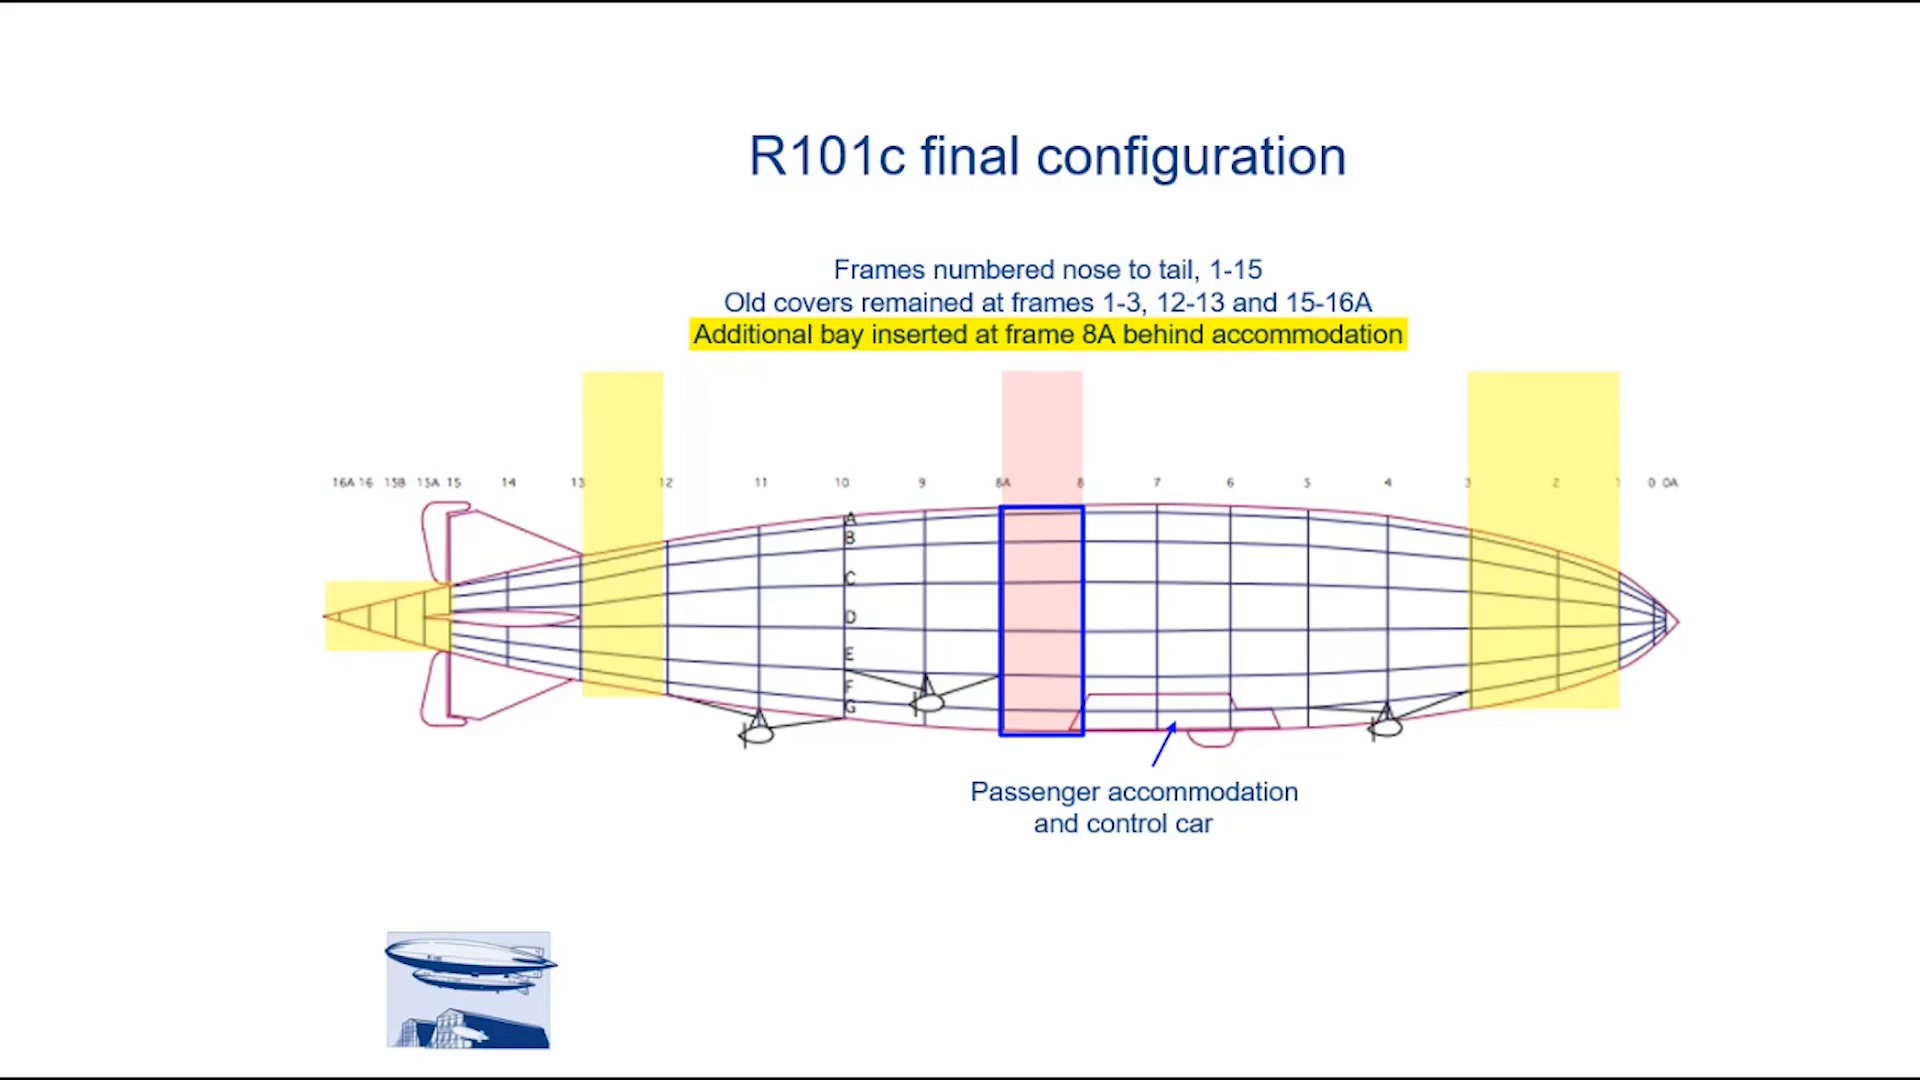 R101c final configuration
Frames numbered nose to tail, 1-15
Old covers remained at frames 1-3, 12-13 and 15-16A
Additional bay inserted at frame 8A behind accommodation
16A 16 15B 15A 15 14 13 12 11 10 9 8A 8 7 6 5 4 3 2 1 0 0A
A
B
C
D
E
F
G
Passenger accommodation
and control car